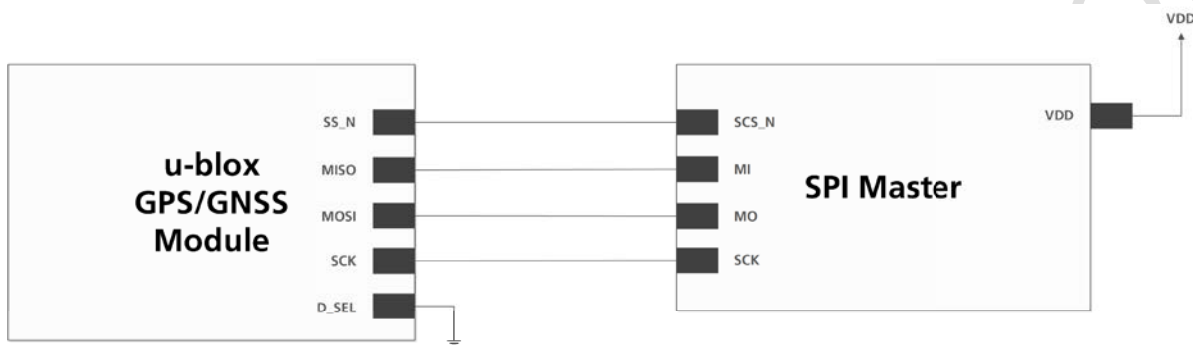 VDD
u-blox
GPS/GNSS
Module
SS_N
MISO
MOSI
SCK
D_SEL
SCS_N
MI
MO
SCK
SPI Master
VDD